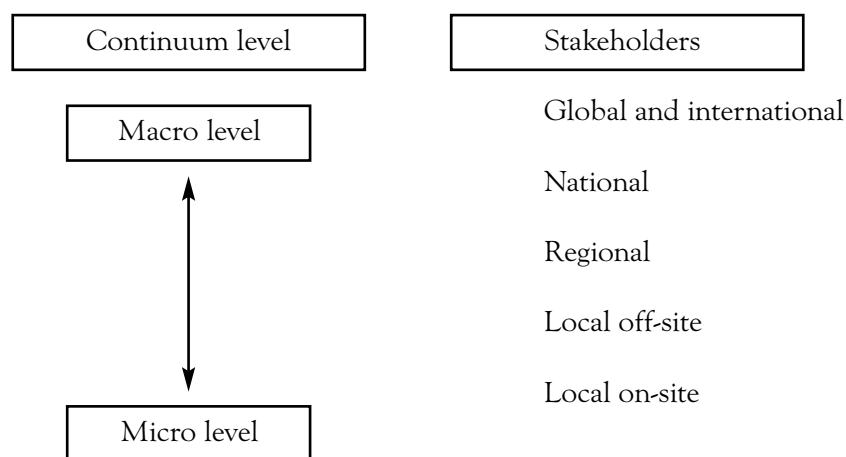 Continuum level
Stakeholders
Macro level
Global and international
National
Regional
Local off-site
Local on-site
Micro level